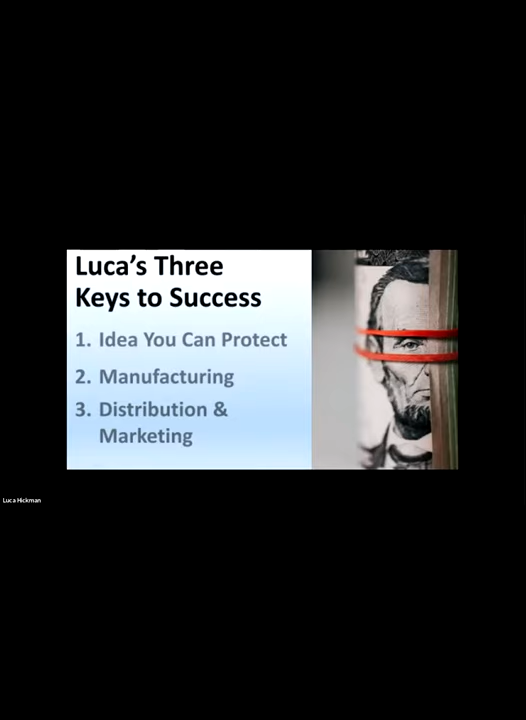 Luca's Three
Keys to Success
1. Idea You Can Protect
2. Manufacturing
3. Distribution &
Marketing
Luca Hickman